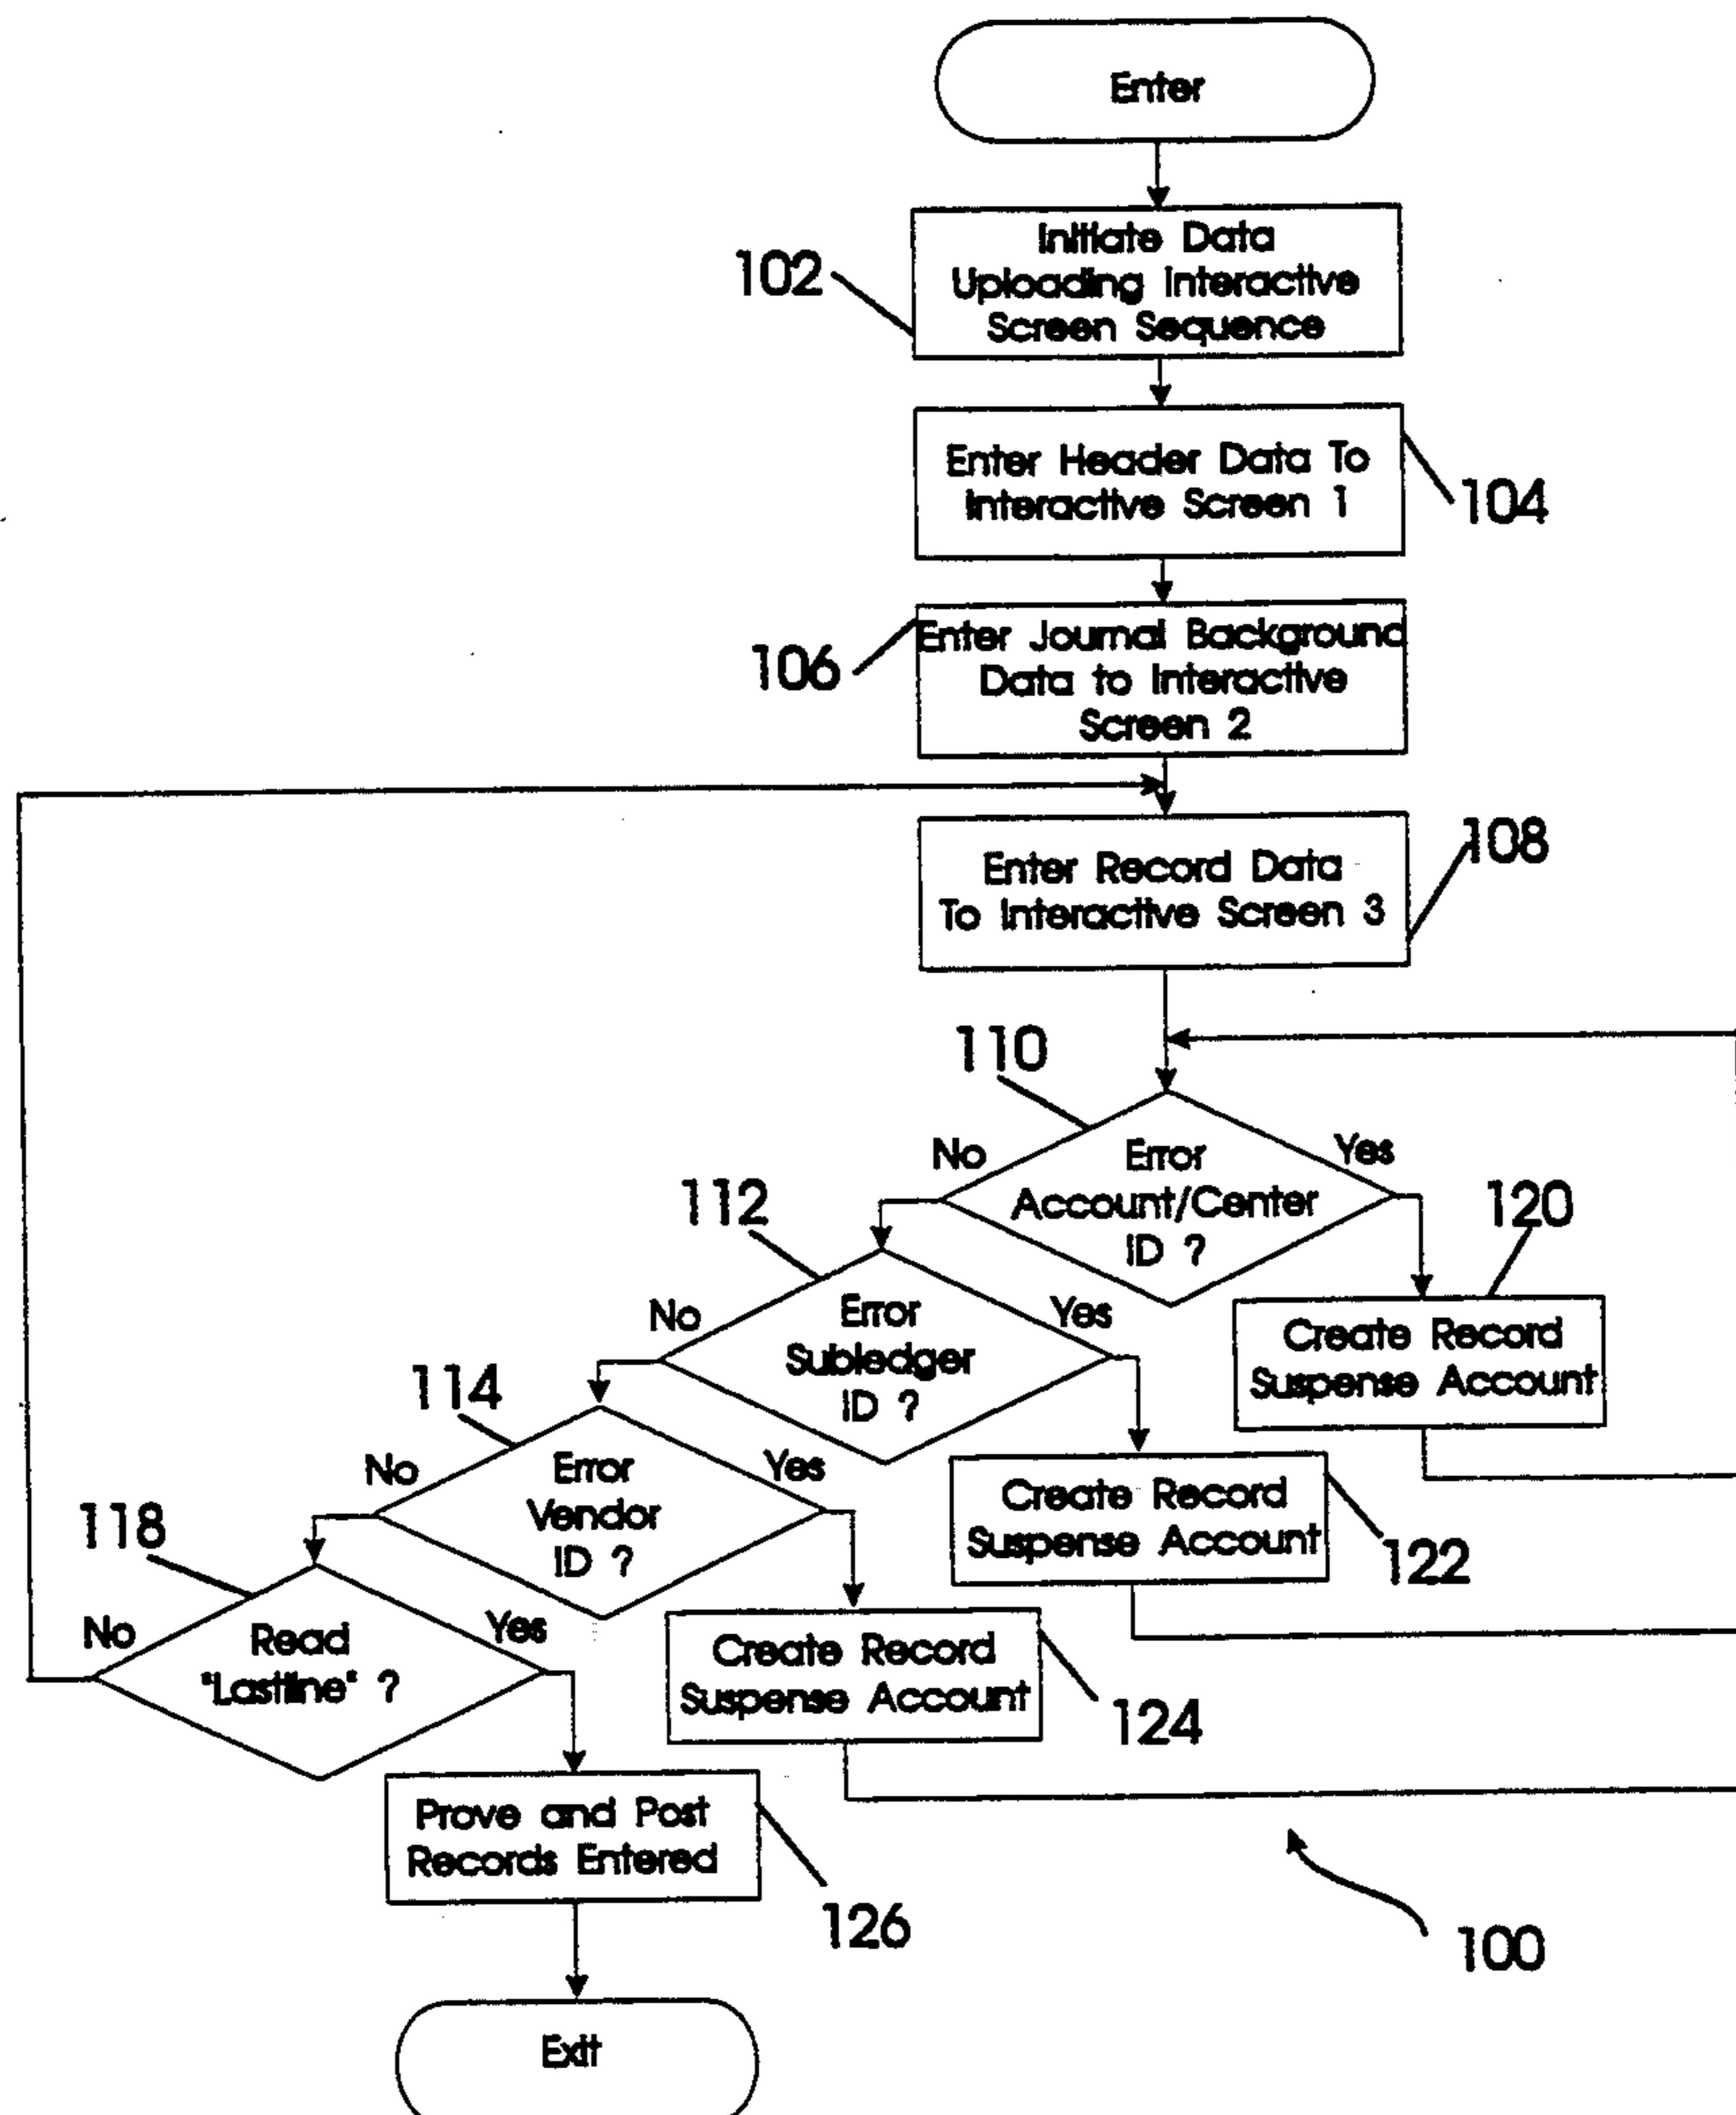 Enter
Initiate Data
Uploading Interactive
Screen Sequence
102
Enter Header Data To
Interactive Screen 1
104
Enter Journal Background
Data to Interactive
Screen 2
106
Enter Record Data
To Interactive Screen 3
108
110
No
Error
Account/Center
ID ?
Yes
120
Create Record
Suspense Account
112
No
Error
Subledger
ID ?
Yes
Create Record
Suspense Account
122
114
No
Error
Vendor
ID ?
Yes
Create Record
Suspense Account
124
118
No
Read
"Lastline" ?
Yes
Prove and Post
Records Entered
126
100
Exit